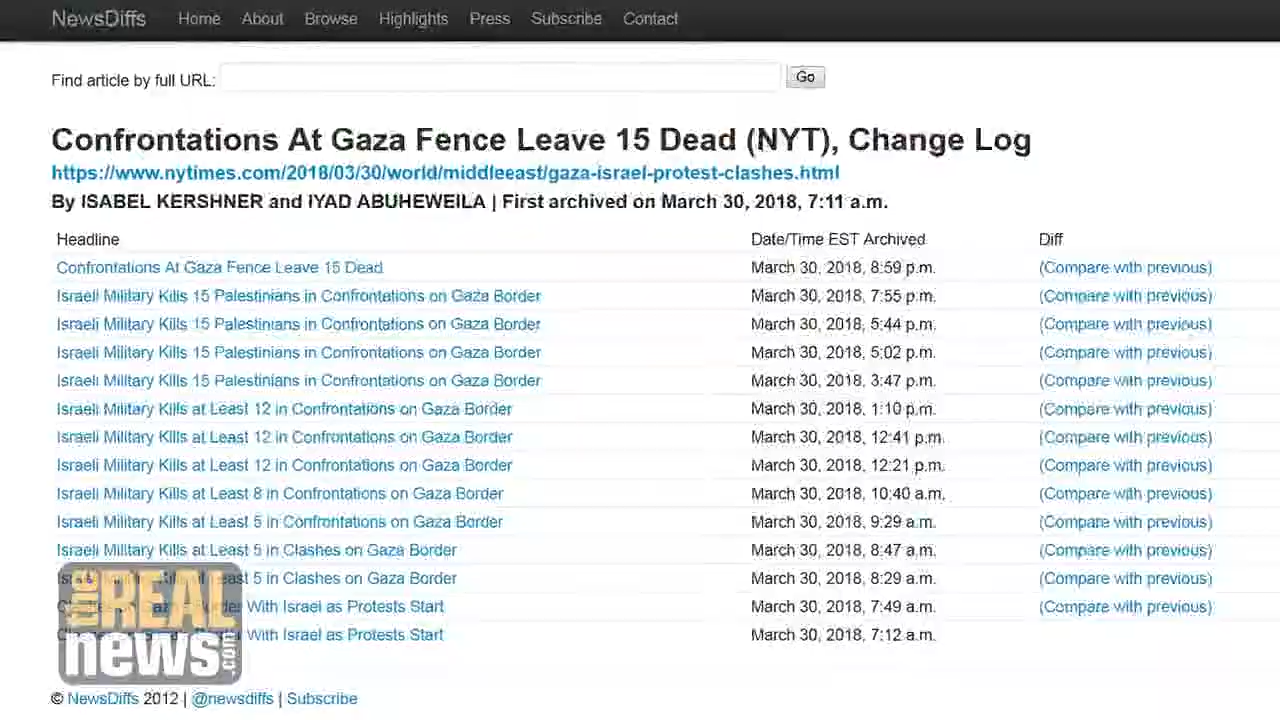 NewsDiffs Home About Browse Highlights Press Subscribe Contact
Find article by full URL: Go
Confrontations At Gaza Fence Leave 15 Dead (NYT), Change Log
https://www.nytimes.com/2018/03/30/world/middleeast/gaza-israel-protest-clashes.html
By ISABEL KERSHNER and IYAD ABUHEWEILA | First archived on March 30, 2018, 7:11 a.m.
Headline Date/Time EST Archived Diff
Confrontations At Gaza Fence Leave 15 Dead March 30, 2018, 8:59 p.m. (Compare with previous)
Israeli Military Kills 15 Palestinians in Confrontations on Gaza Border March 30, 2018, 7:55 p.m. (Compare with previous)
Israeli Military Kills 15 Palestinians in Confrontations on Gaza Border March 30, 2018, 5:44 p.m. (Compare with previous)
Israeli Military Kills 15 Palestinians in Confrontations on Gaza Border March 30, 2018, 5:02 p.m. (Compare with previous)
Israeli Military Kills 15 Palestinians in Confrontations on Gaza Border March 30, 2018, 3:47 p.m. (Compare with previous)
Israeli Military Kills at Least 12 in Confrontations on Gaza Border March 30, 2018, 1:10 p.m. (Compare with previous)
Israeli Military Kills at Least 12 in Confrontations on Gaza Border March 30, 2018, 12:41 p.m. (Compare with previous)
Israeli Military Kills at Least 12 in Confrontations on Gaza Border March 30, 2018, 12:21 p.m. (Compare with previous)
Israeli Military Kills at Least 8 in Confrontations on Gaza Border March 30, 2018, 10:40 a.m. (Compare with previous)
Israeli Military Kills at Least 5 in Confrontations on Gaza Border March 30, 2018, 9:29 a.m. (Compare with previous)
Israeli Military Kills at Least 5 in Clashes on Gaza Border March 30, 2018, 8:47 a.m. (Compare with previous)
5 in Clashes on Gaza Border March 30, 2018, 8:29 a.m. (Compare with previous)
With Israel as Protests Start March 30, 2018, 7:49 a.m. (Compare with previous)
With Israel as Protests Start March 30, 2018, 7:12 a.m.
the REAL news.com
© NewsDiffs 2012 | @newsdiffs | Subscribe